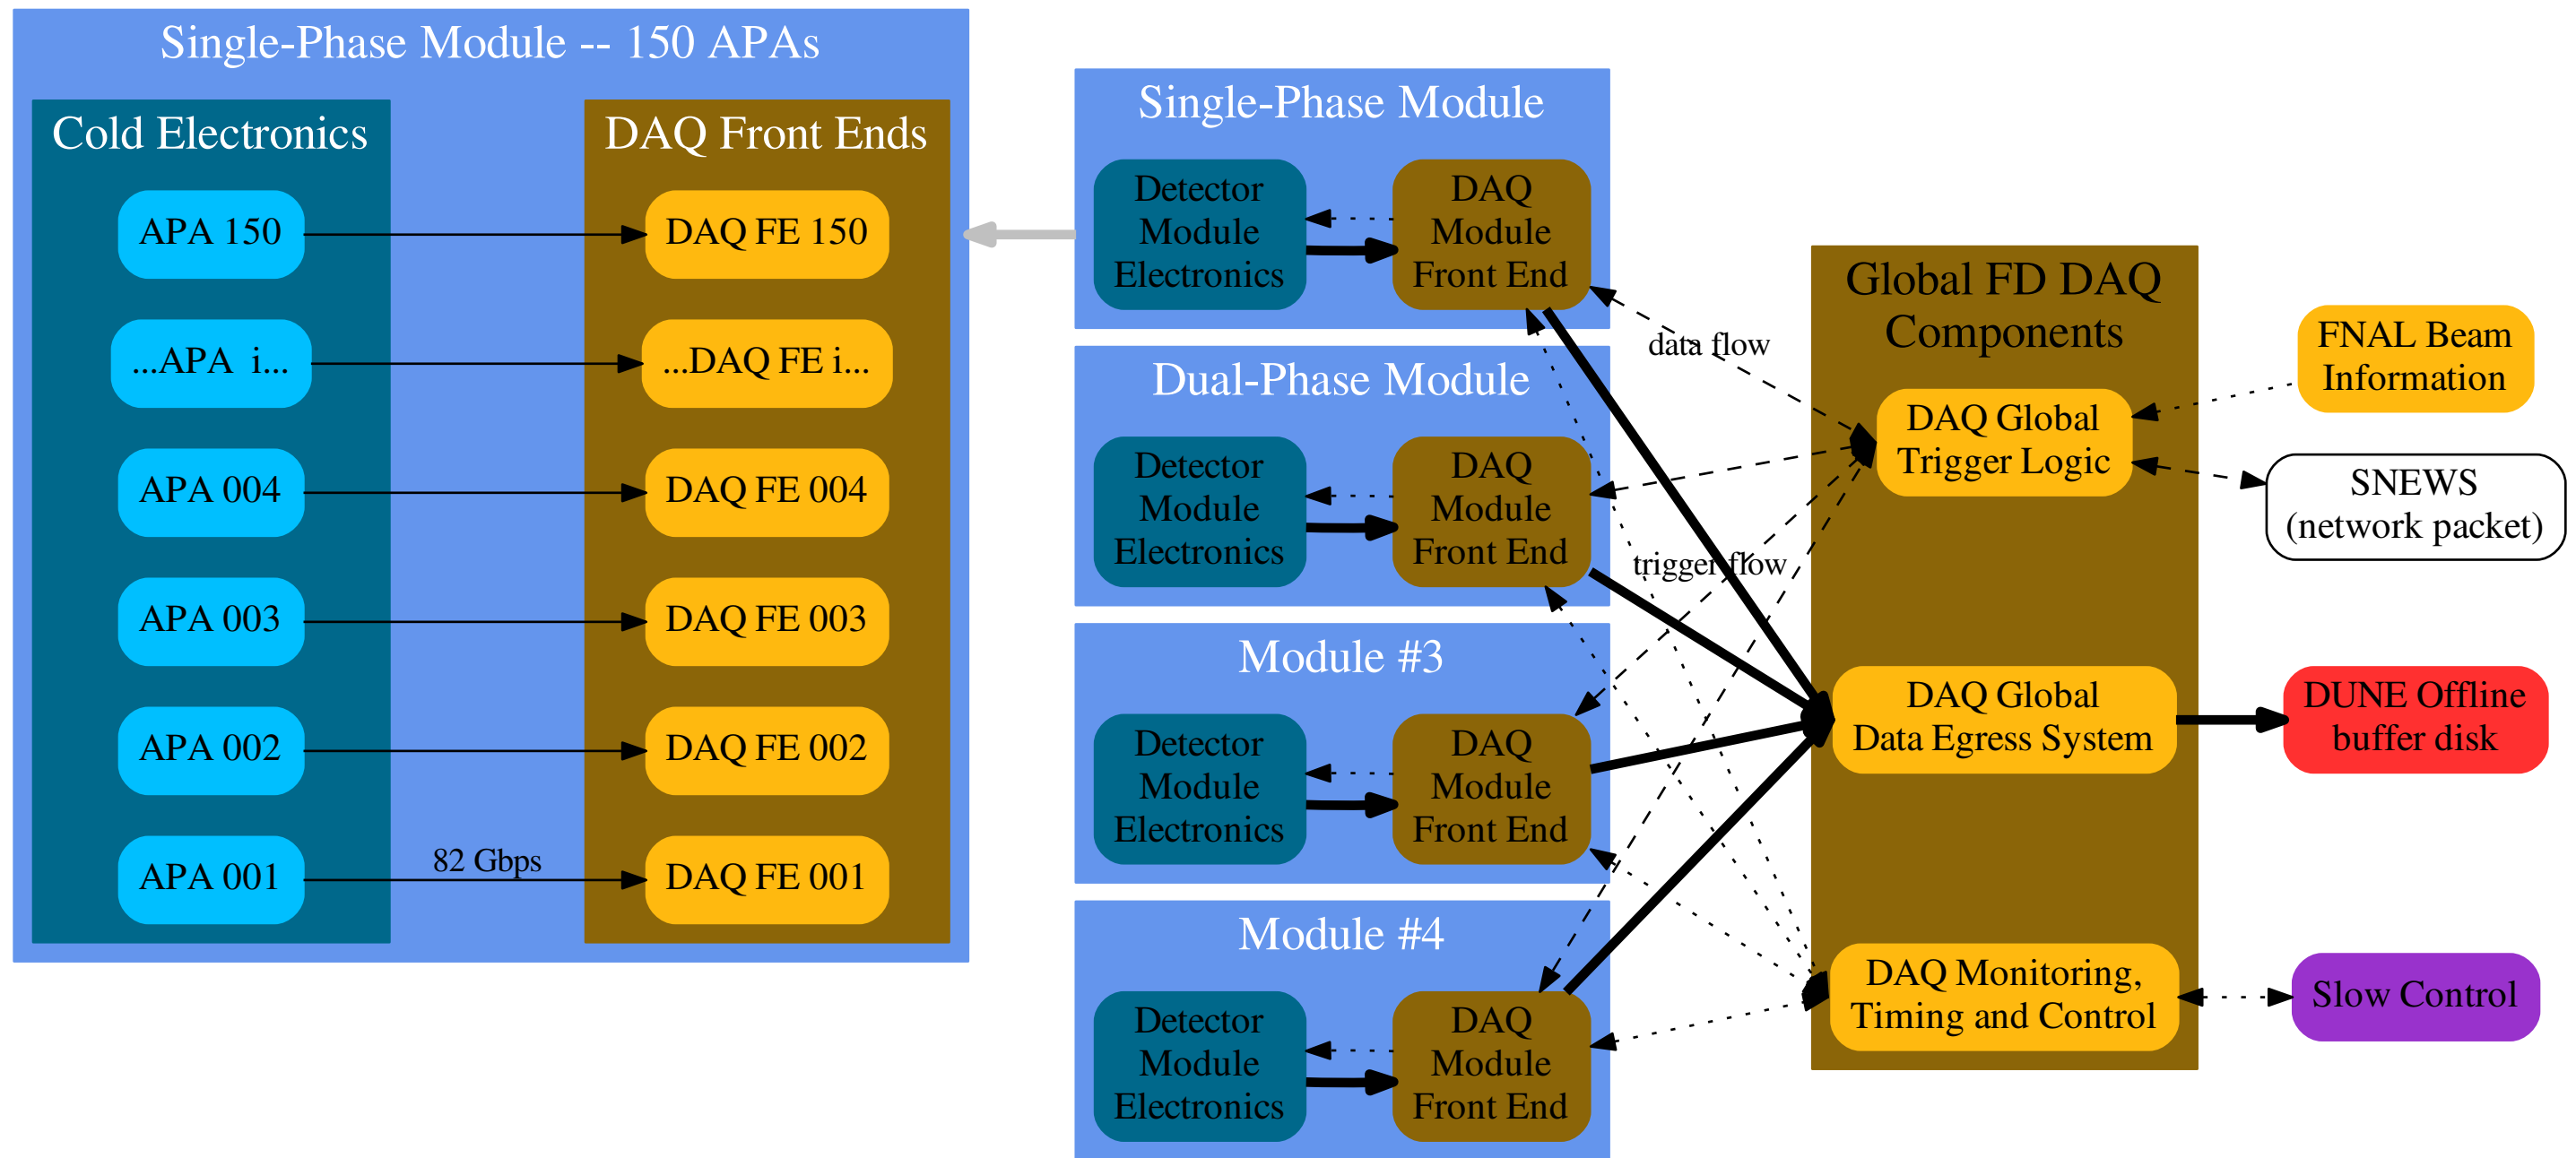 Single-Phase Module -- 150 APAs
Cold Electronics
DAQ Front Ends
APA 150
DAQ FE 150
...APA  i...
...DAQ FE i...
APA 004
DAQ FE 004
APA 003
DAQ FE 003
APA 002
DAQ FE 002
APA 001
82 Gbps
DAQ FE 001
Single-Phase Module
Detector
Module
Electronics
DAQ
Module
Front End
Dual-Phase Module
Detector
Module
Electronics
DAQ
Module
Front End
Module #3
Detector
Module
Electronics
DAQ
Module
Front End
Module #4
Detector
Module
Electronics
DAQ
Module
Front End
data flow
trigger flow
Global FD DAQ
Components
DAQ Global
Trigger Logic
DAQ Global
Data Egress System
DAQ Monitoring,
Timing and Control
FNAL Beam
Information
SNEWS
(network packet)
DUNE Offline
buffer disk
Slow Control